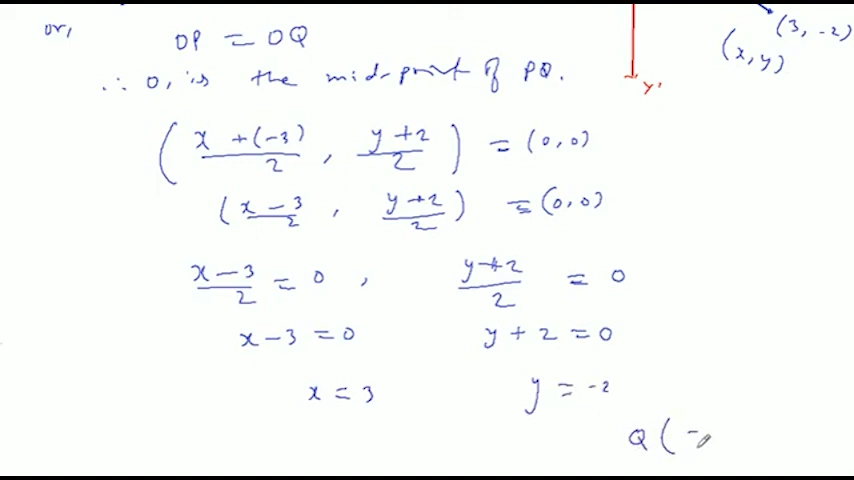 or,
OP = OQ
∴ O, is the mid-point of PQ.
(3, -2)
(x, y)
Y'
( x + (-3) / 2 , y + 2 / 2 ) = (0, 0)
( x - 3 / 2 , y + 2 / 2 ) = (0, 0)
x - 3 / 2 = 0 , y + 2 / 2 = 0
x - 3 = 0 y + 2 = 0
x = 3 y = -2
Q (